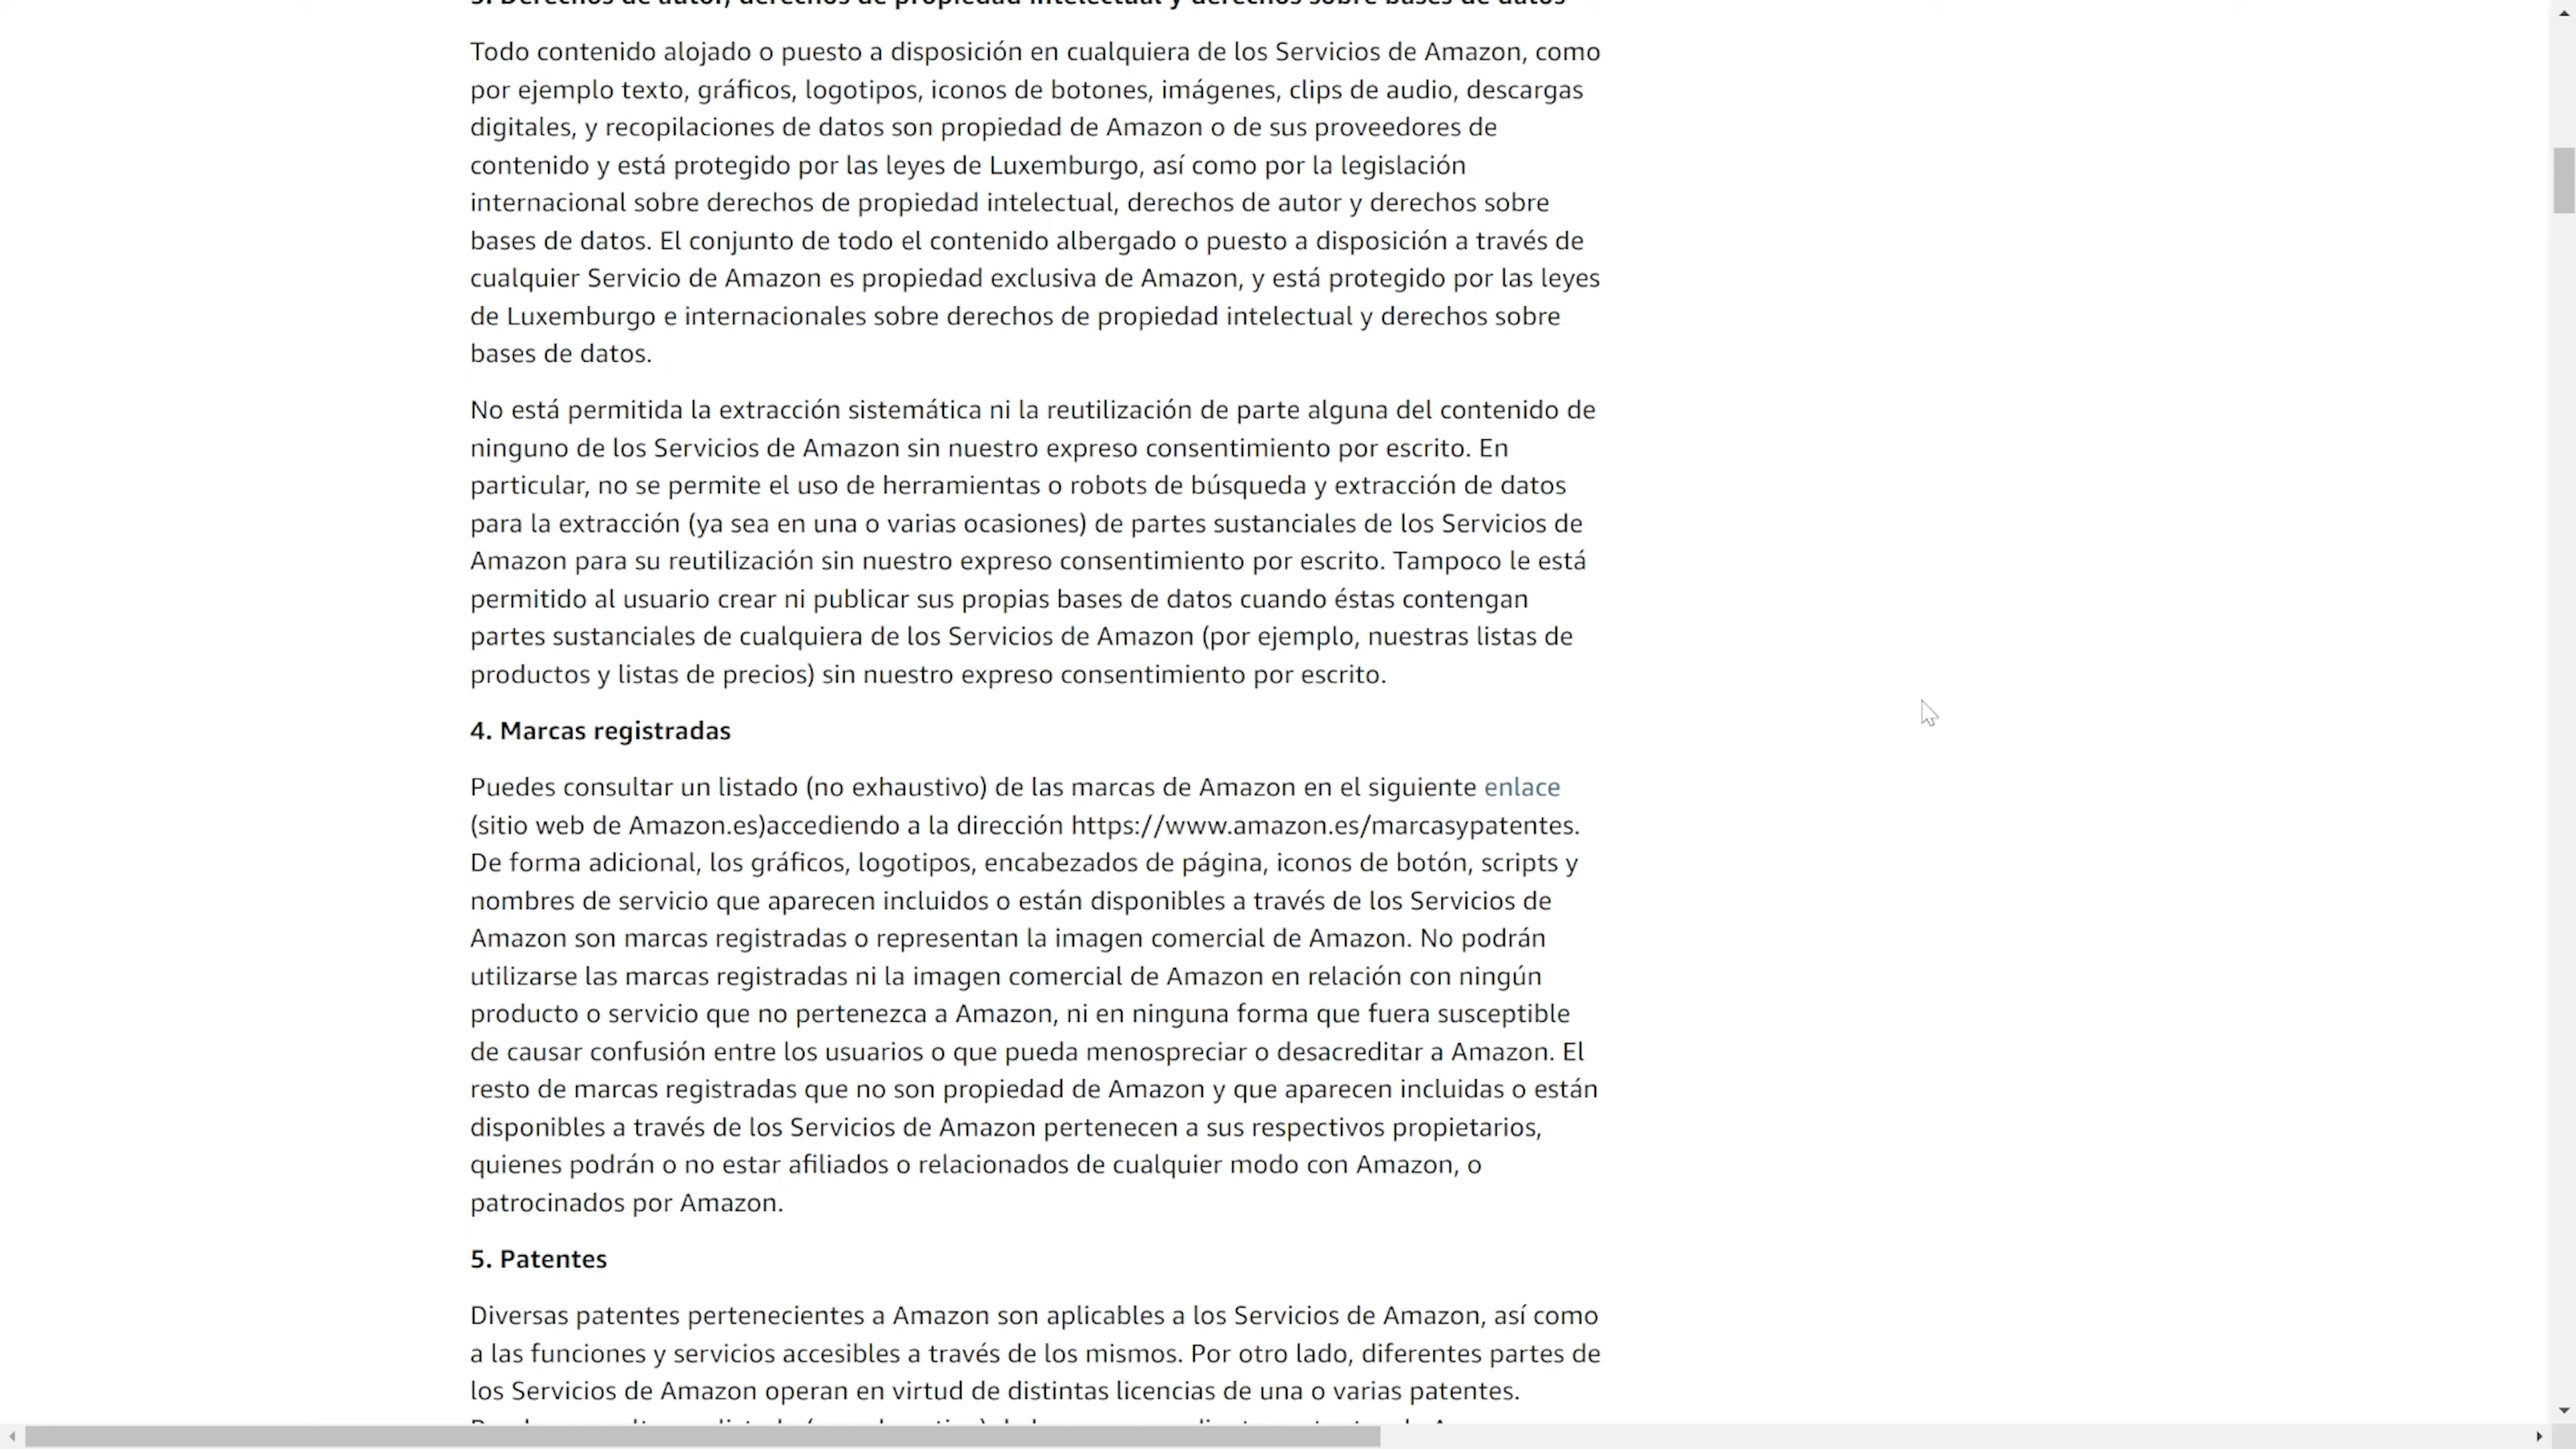 3. Derechos de autor, derechos de propiedad intelectual y derechos sobre bases de datos
Todo contenido alojado o puesto a disposición en cualquiera de los Servicios de Amazon, como
por ejemplo texto, gráficos, logotipos, iconos de botones, imágenes, clips de audio, descargas
digitales, y recopilaciones de datos son propiedad de Amazon o de sus proveedores de
contenido y está protegido por las leyes de Luxemburgo, así como por la legislación
internacional sobre derechos de propiedad intelectual, derechos de autor y derechos sobre
bases de datos. El conjunto de todo el contenido albergado o puesto a disposición a través de
cualquier Servicio de Amazon es propiedad exclusiva de Amazon, y está protegido por las leyes
de Luxemburgo e internacionales sobre derechos de propiedad intelectual y derechos sobre
bases de datos.
No está permitida la extracción sistemática ni la reutilización de parte alguna del contenido de
ninguno de los Servicios de Amazon sin nuestro expreso consentimiento por escrito. En
particular, no se permite el uso de herramientas o robots de búsqueda y extracción de datos
para la extracción (ya sea en una o varias ocasiones) de partes sustanciales de los Servicios de
Amazon para su reutilización sin nuestro expreso consentimiento por escrito. Tampoco le está
permitido al usuario crear ni publicar sus propias bases de datos cuando éstas contengan
partes sustanciales de cualquiera de los Servicios de Amazon (por ejemplo, nuestras listas de
productos y listas de precios) sin nuestro expreso consentimiento por escrito.
4. Marcas registradas
Puedes consultar un listado (no exhaustivo) de las marcas de Amazon en el siguiente enlace
(sitio web de Amazon.es)accediendo a la dirección https://www.amazon.es/marcasypatentes.
De forma adicional, los gráficos, logotipos, encabezados de página, iconos de botón, scripts y
nombres de servicio que aparecen incluidos o están disponibles a través de los Servicios de
Amazon son marcas registradas o representan la imagen comercial de Amazon. No podrán
utilizarse las marcas registradas ni la imagen comercial de Amazon en relación con ningún
producto o servicio que no pertenezca a Amazon, ni en ninguna forma que fuera susceptible
de causar confusión entre los usuarios o que pueda menospreciar o desacreditar a Amazon. El
resto de marcas registradas que no son propiedad de Amazon y que aparecen incluidas o están
disponibles a través de los Servicios de Amazon pertenecen a sus respectivos propietarios,
quienes podrán o no estar afiliados o relacionados de cualquier modo con Amazon, o
patrocinados por Amazon.
5. Patentes
Diversas patentes pertenecientes a Amazon son aplicables a los Servicios de Amazon, así como
a las funciones y servicios accesibles a través de los mismos. Por otro lado, diferentes partes de
los Servicios de Amazon operan en virtud de distintas licencias de una o varias patentes.